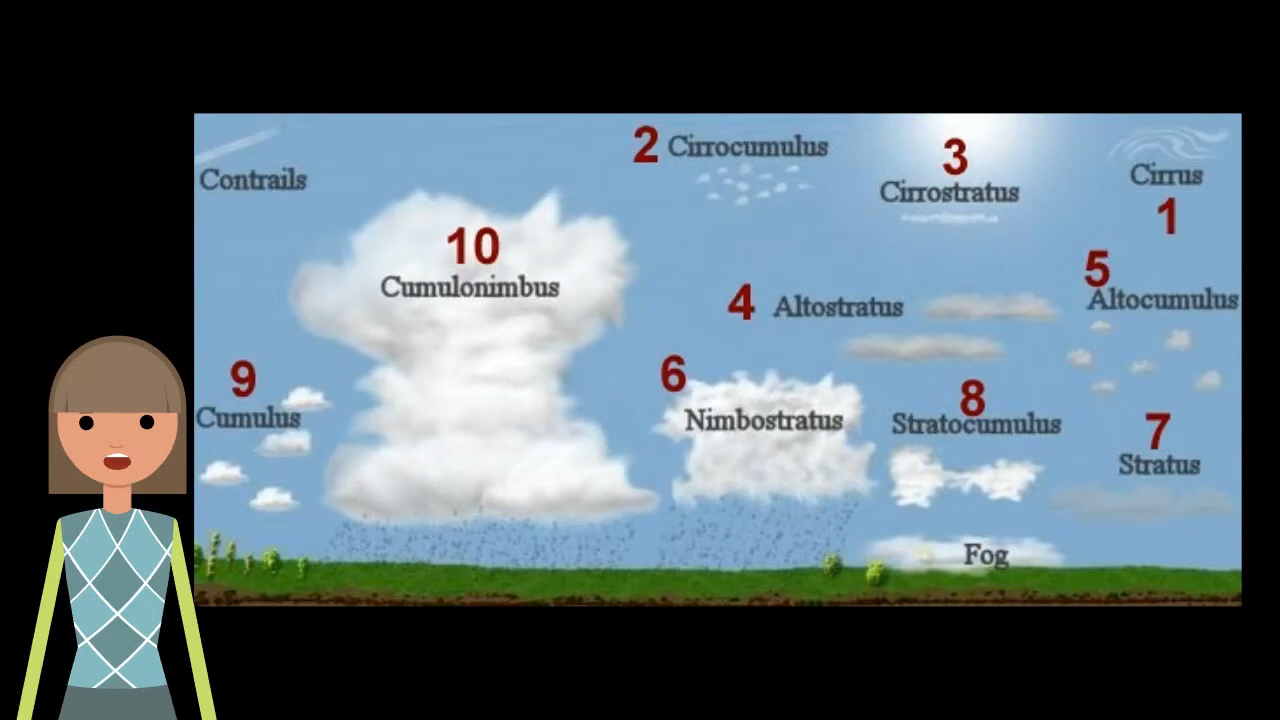 2 Cirrocumulus
3
Cirrostratus
Cirrus
1
Contrails
10
Cumulonimbus
4 Altostratus
5
Altocumulus
9
Cumulus
6
Nimbostratus
8
Stratocumulus
7
Stratus
Fog